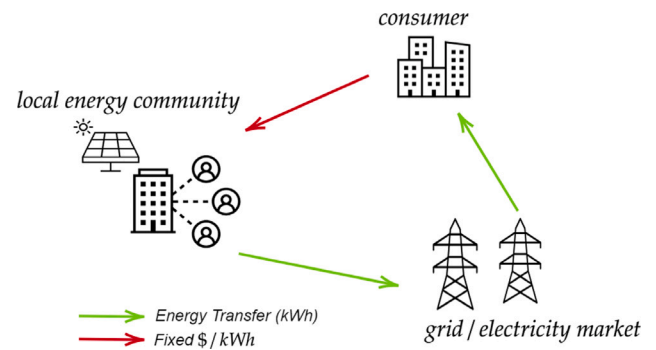 consumer
local energy community
Energy Transfer (kWh)
Fixed $/kWh
grid / electricity market